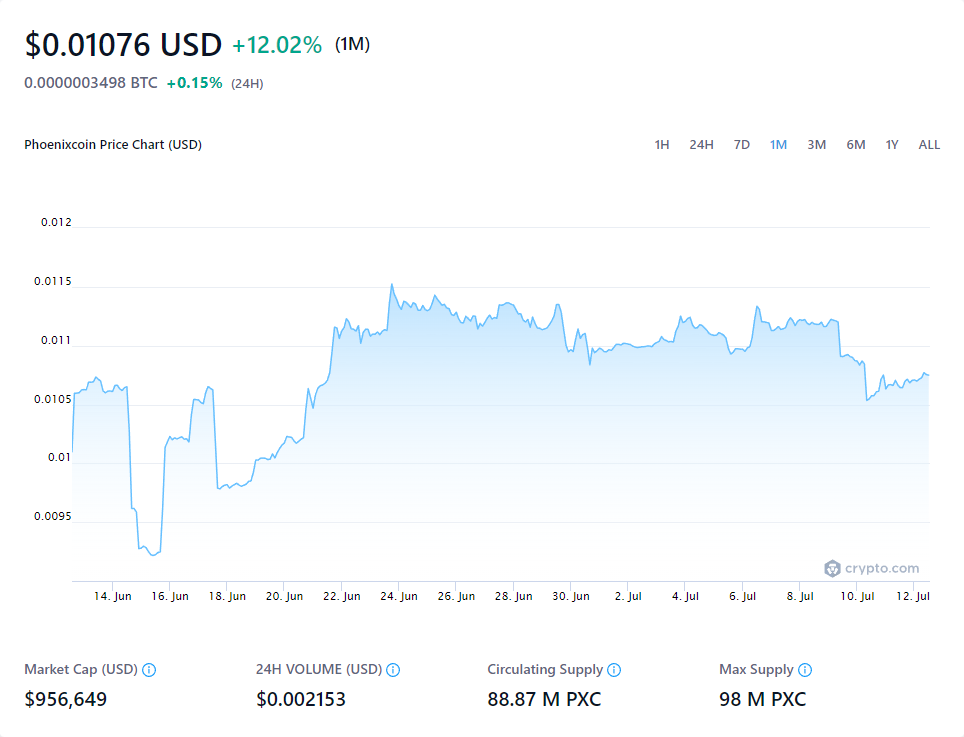 $0.01076 USD +12.02% (1M)
0.0000003498 BTC +0.15% (24H)
Phoenixcoin Price Chart (USD) 1H 24H 7D 1M 3M 6M 1Y ALL
0.012
0.0115
0.011
0.0105
0.01
0.0095
crypto.com
14. Jun 16. Jun 18. Jun 20. Jun 22. Jun 24. Jun 26. Jun 28. Jun 30. Jun 2. Jul 4. Jul 6. Jul 8. Jul 10. Jul 12. Jul
Market Cap (USD) 24H VOLUME (USD) Circulating Supply Max Supply
$956,649 $0.002153 88.87 M PXC 98 M PXC